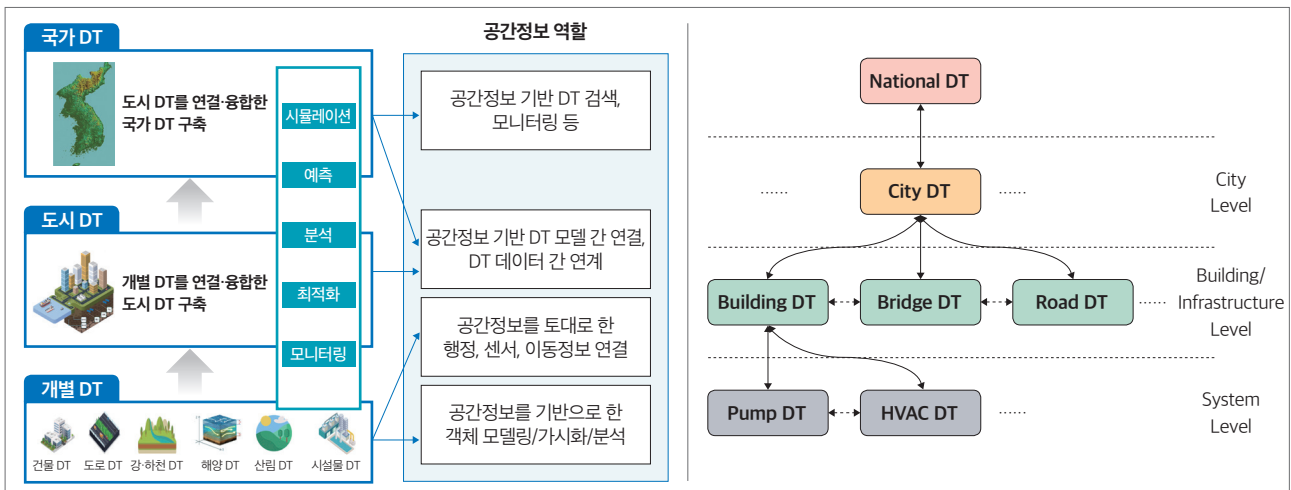 국가 DT
도시 DT를 연결·융합한
국가 DT 구축
도시 DT
개별 DT를 연결·융합한
도시 DT 구축
개별 DT
건물 DT
도로 DT
강·하천 DT
해양 DT
산림 DT
시설물 DT
시뮬레이션
예측
분석
최적화
모니터링
공간정보 역할
공간정보 기반 DT 검색,
모니터링 등
공간정보 기반 DT 모델 간 연결,
DT 데이터 간 연계
공간정보를 토대로 한
행정, 센서, 이동정보 연결
공간정보를 기반으로 한
객체 모델링/가시화/분석
National DT
......
City DT
......
City
Level
Building DT
Bridge DT
Road DT
......
Building/
Infrastructure
Level
Pump DT
HVAC DT
......
System
Level